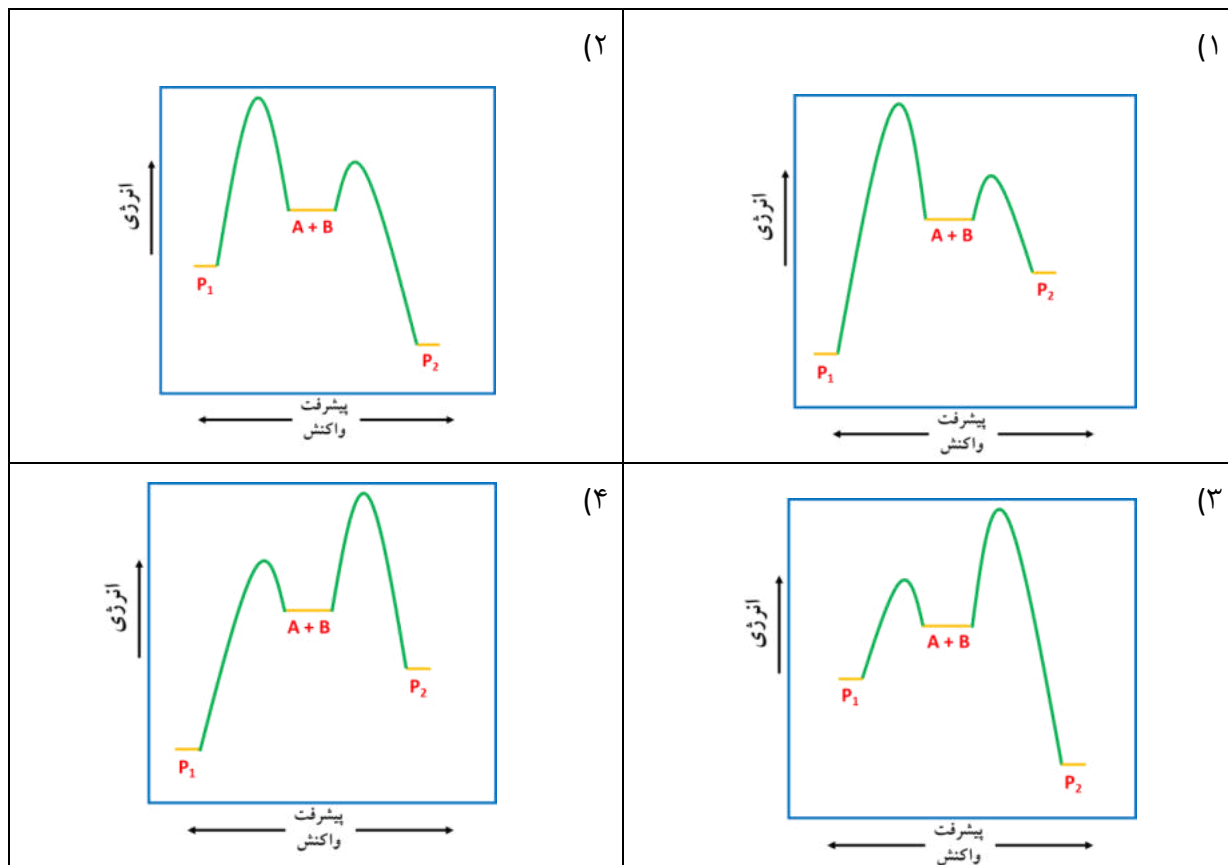 ۱)
انرژی
A + B
P₂
P₁
پیشرفت
واکنش
۲)
انرژی
A + B
P₁
P₂
پیشرفت
واکنش
۳)
انرژی
A + B
P₁
P₂
پیشرفت
واکنش
۴)
انرژی
A + B
P₂
P₁
پیشرفت
واکنش